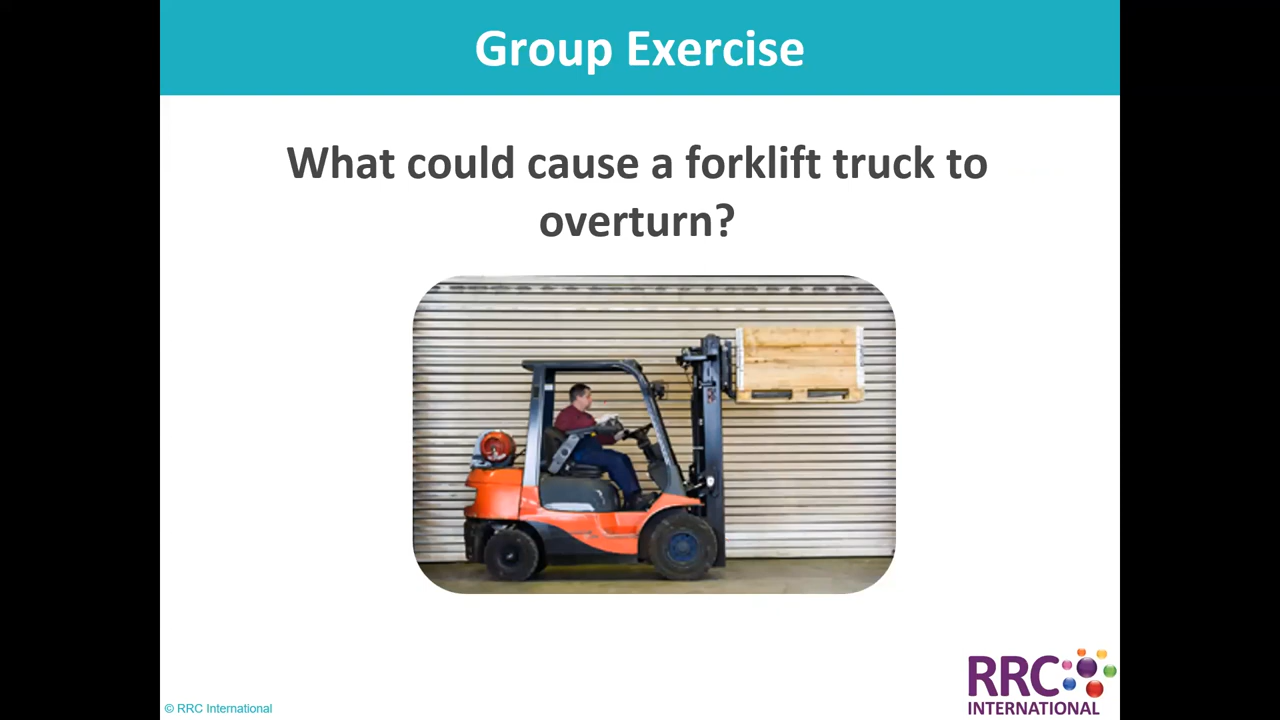 Group Exercise
What could cause a forklift truck to
overturn?
RRC
INTERNATIONAL
© RRC International